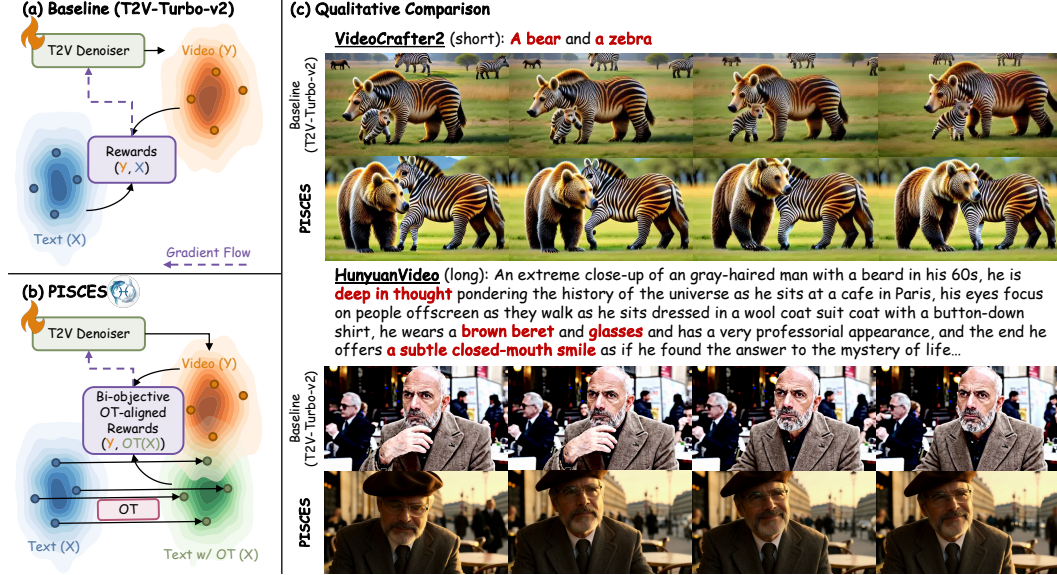 (a) Baseline (T2V-Turbo-v2)
T2V Denoiser
Video (Y)
Rewards
(Y, X)
Text (X)
Gradient Flow
(b) PISCES
T2V Denoiser
Video (Y)
Bi-objective
OT-aligned
Rewards
(Y, OT(X))
OT
Text (X)
Text w/ OT (X)
(c) Qualitative Comparison
VideoCrafter2 (short): A bear and a zebra
Baseline
(T2V-Turbo-v2)
PISCES
HunyuanVideo (long): An extreme close-up of an gray-haired man with a beard in his 60s, he is
deep in thought pondering the history of the universe as he sits at a cafe in Paris, his eyes focus
on people offscreen as they walk as he sits dressed in a wool coat suit coat with a button-down
shirt, he wears a brown beret and glasses and has a very professorial appearance, and the end he
offers a subtle closed-mouth smile as if he found the answer to the mystery of life…
Baseline
(T2V-Turbo-v2)
PISCES